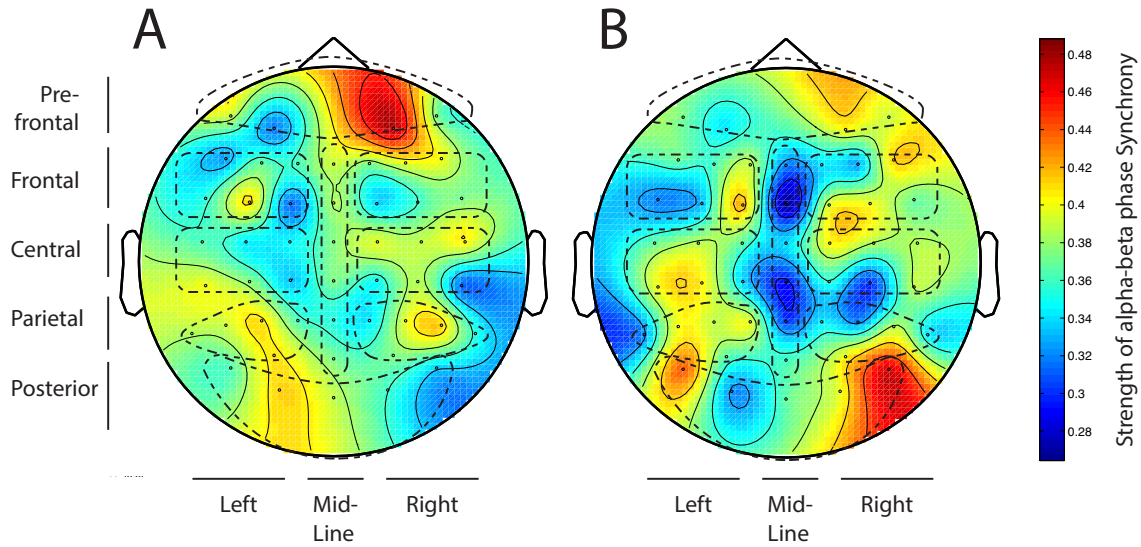 A
B
Pre-
frontal
Frontal
Central
Parietal
Posterior
Left
Mid-
Line
Right
Left
Mid-
Line
Right
0.48
0.46
0.44
0.42
0.4
0.38
0.36
0.34
0.32
0.3
0.28
Strength of alpha-beta phase Synchrony